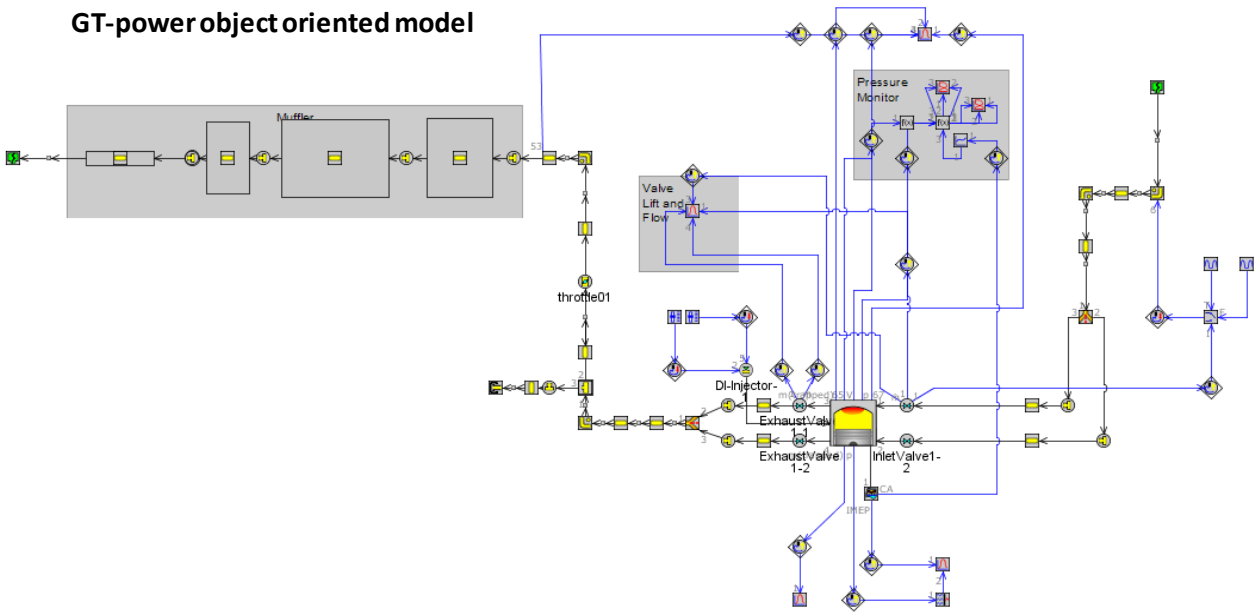 GT-power object oriented model
Muffler
53
Pressure
Monitor
Valve
Lift and
Flow
throttle01
DI-Injector-
1
ExhaustValve
1-1
ExhaustValve
1-2
InletValve1-
2
CA
IMEP